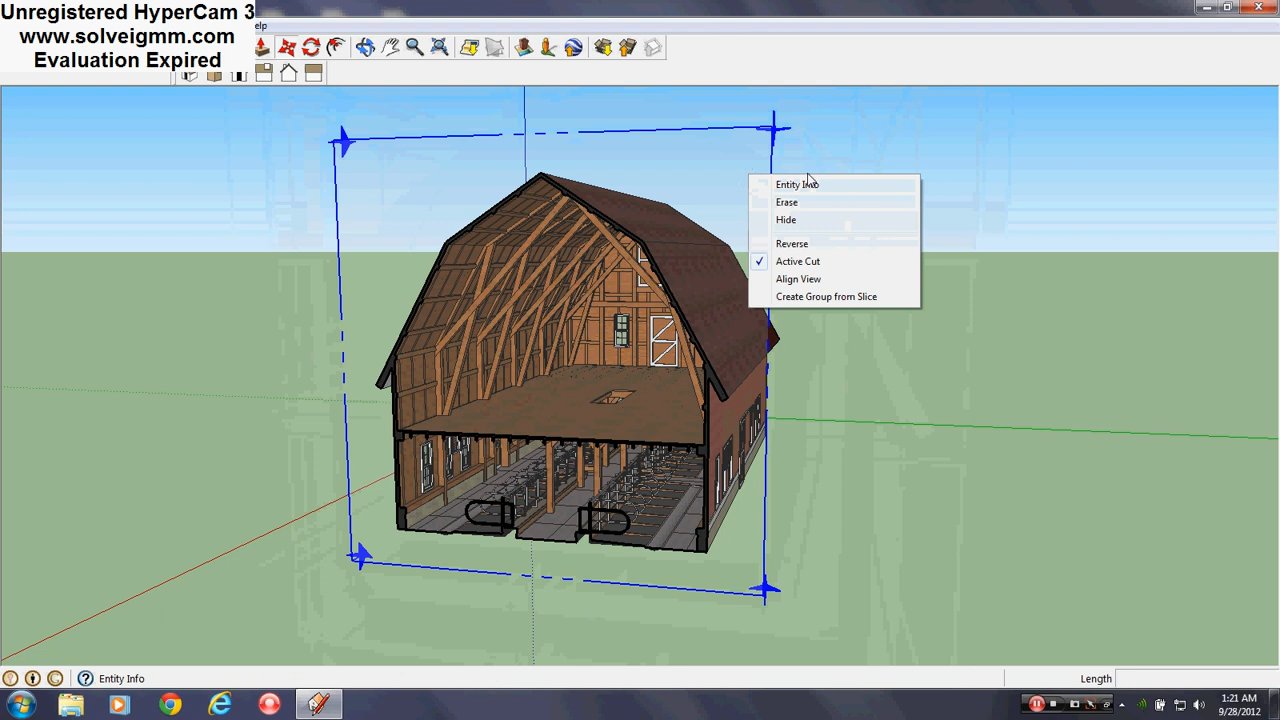 Unregistered HyperCam 3
www.solveigmm.com
Evaluation Expired
elp
Entity Info
Erase
Hide
Reverse
Active Cut
Align View
Create Group from Slice
Entity Info
Length
1:21 AM
9/28/2012